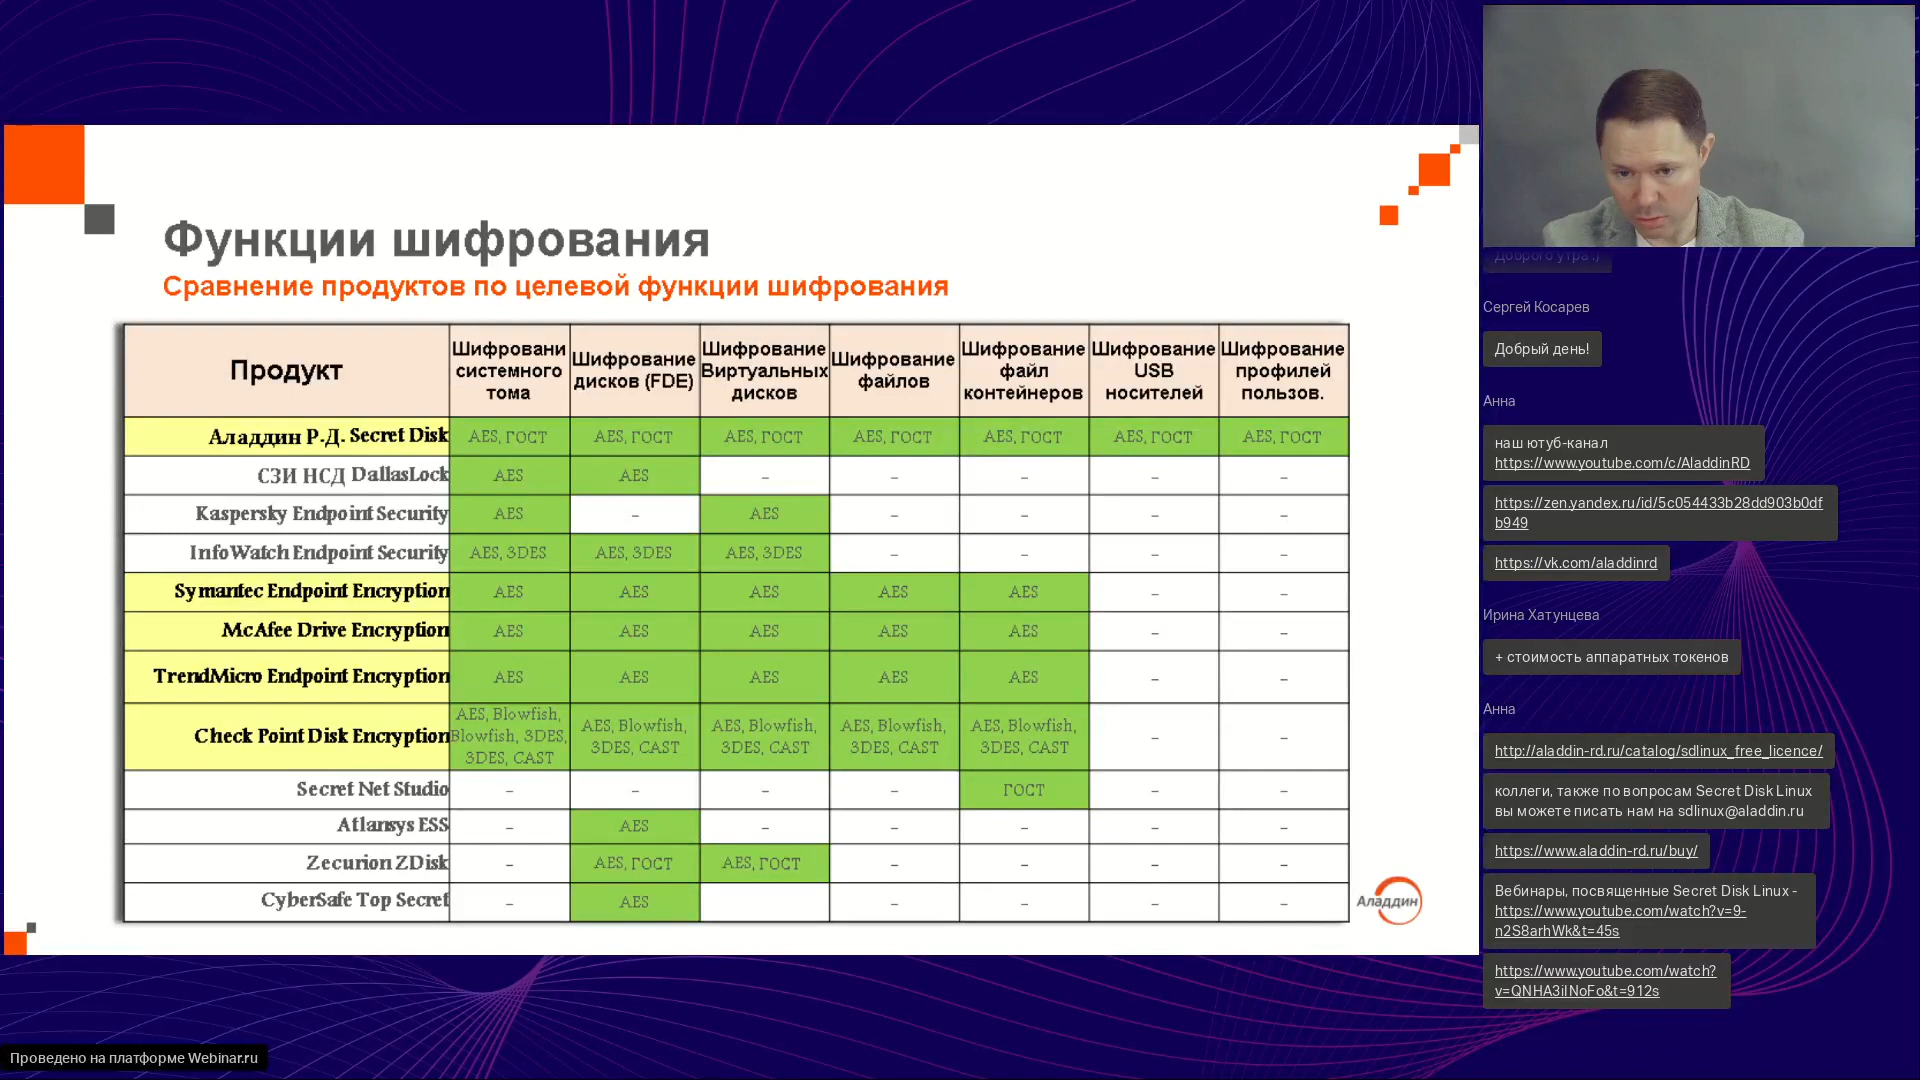 Функции шифрования
Сравнение продуктов по целевой функции шифрования
Продукт
Шифровани
системного
тома
Шифрование
дисков (FDE)
Шифрование
Виртуальных
дисков
Шифрование
файлов
Шифрование
файл
контейнеров
Шифрование
USB
носителей
Шифрование
профилей
пользов.
Аладдин Р.Д. Secret Disk AES, ГОСТ AES, ГОСТ AES, ГОСТ AES, ГОСТ AES, ГОСТ AES, ГОСТ AES, ГОСТ
СЗИ НСД DallasLock AES AES – – – – –
Kaspersky Endpoint Security AES – AES – – – –
InfoWatch Endpoint Security AES, 3DES AES, 3DES AES, 3DES – – – –
Symantec Endpoint Encryption AES AES AES AES AES – –
McAfee Drive Encryption AES AES AES AES AES – –
TrendMicro Endpoint Encryption AES AES AES AES AES – –
Check Point Disk Encryption
AES, Blowfish,
Blowfish, 3DES,
3DES, CAST
AES, Blowfish,
3DES, CAST
AES, Blowfish,
3DES, CAST
AES, Blowfish,
3DES, CAST
AES, Blowfish,
3DES, CAST
– –
Secret Net Studio – – – – ГОСТ – –
Atlansys ESS – AES – – – – –
Zecurion ZDisk – AES, ГОСТ AES, ГОСТ – – – –
CyberSafe Top Secret – AES – – – –
Аладдин
Доброго утра :)
Сергей Косарев
Добрый день!
Анна
наш ютуб-канал
https://www.youtube.com/c/AladdinRD
https://zen.yandex.ru/id/5c054433b28dd903b0df
b949
https://vk.com/aladdinrd
Ирина Хатунцева
+ стоимость аппаратных токенов
Анна
http://aladdin-rd.ru/catalog/sdlinux_free_licence/
коллеги, также по вопросам Secret Disk Linux
вы можете писать нам на sdlinux@aladdin.ru
https://www.aladdin-rd.ru/buy/
Вебинары, посвященные Secret Disk Linux -
https://www.youtube.com/watch?v=9-
n2S8arhWk&t=45s
https://www.youtube.com/watch?
v=QNHA3iINoFo&t=912s
Проведено на платформе Webinar.ru